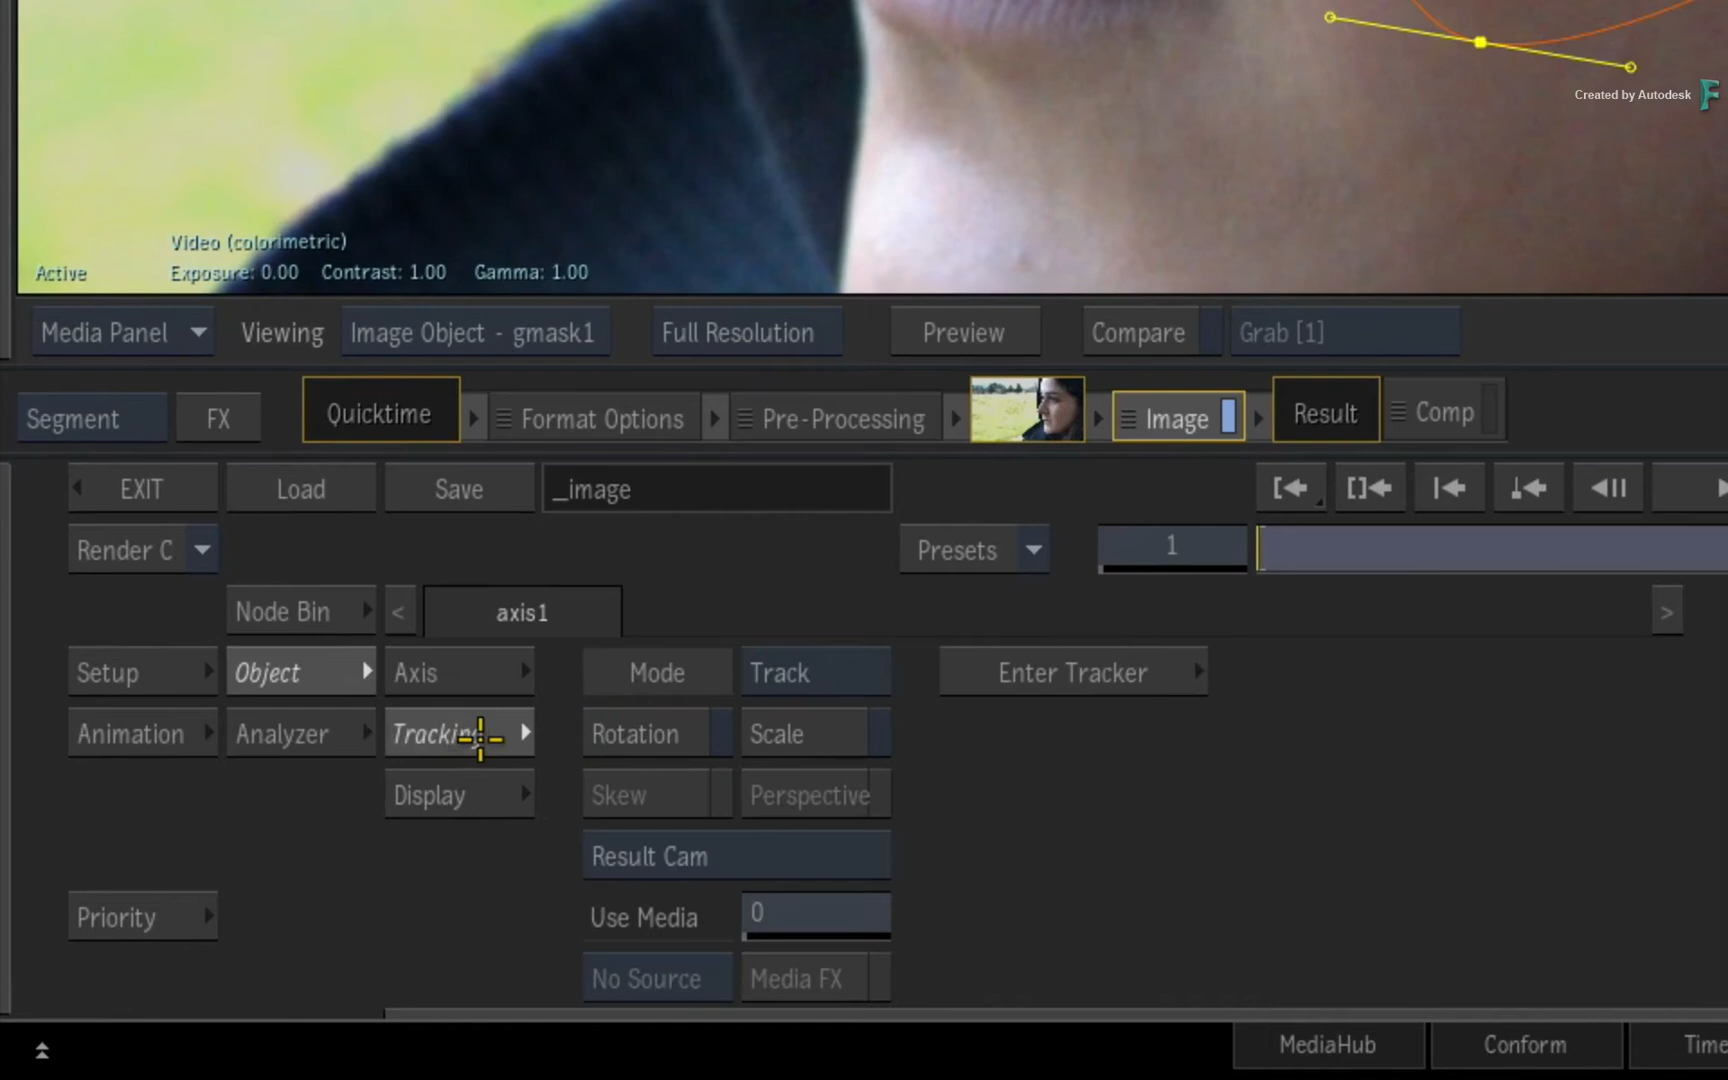 Created by Autodesk
Video (colorimetric)
Active Exposure: 0.00 Contrast: 1.00 Gamma: 1.00
Media Panel Viewing Image Object - gmask1 Full Resolution Preview Compare Grab [1]
Segment FX Quicktime Format Options Pre-Processing Image Result Comp
EXIT Load Save _image
Render C Presets 1
Node Bin < axis1 >
Setup Object Axis Mode Track Enter Tracker
Animation Analyzer Tracking Rotation Scale
Display Skew Perspective
Result Cam
Priority Use Media 0
No Source Media FX
MediaHub Conform Time